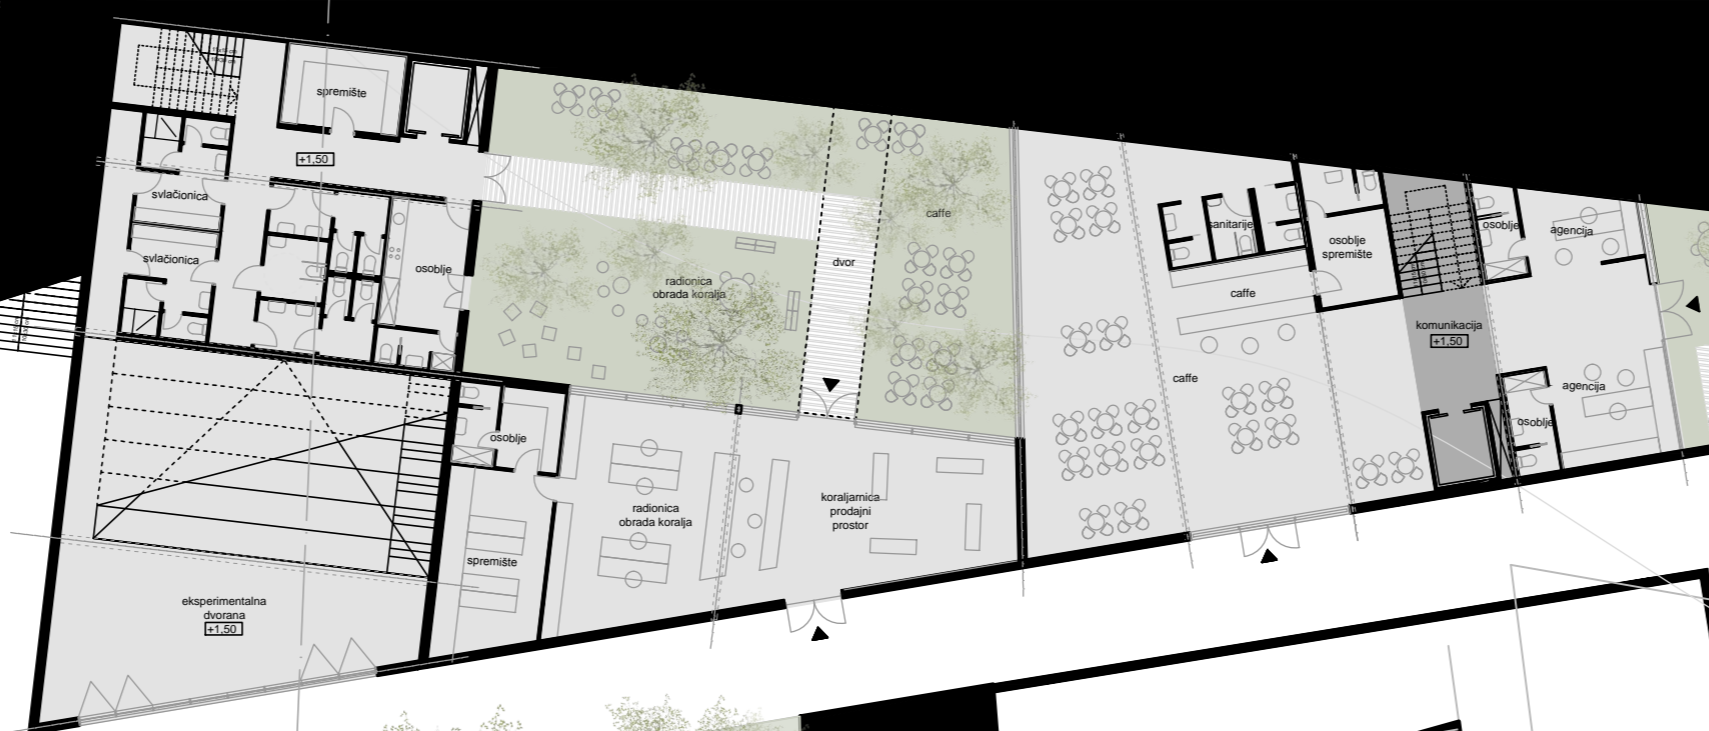 spremište
+1,50
svlačionica
svlačionica
osoblje
radionica
obrada koralja
dvor
caffe
sanitarije
osoblje
spremište
caffe
caffe
osoblje
agencija
komunikacija
+1,50
agencija
osoblje
osoblje
radionica
obrada koralja
koraljarnica
prodajni
prostor
spremište
eksperimentalna
dvorana
+1,50